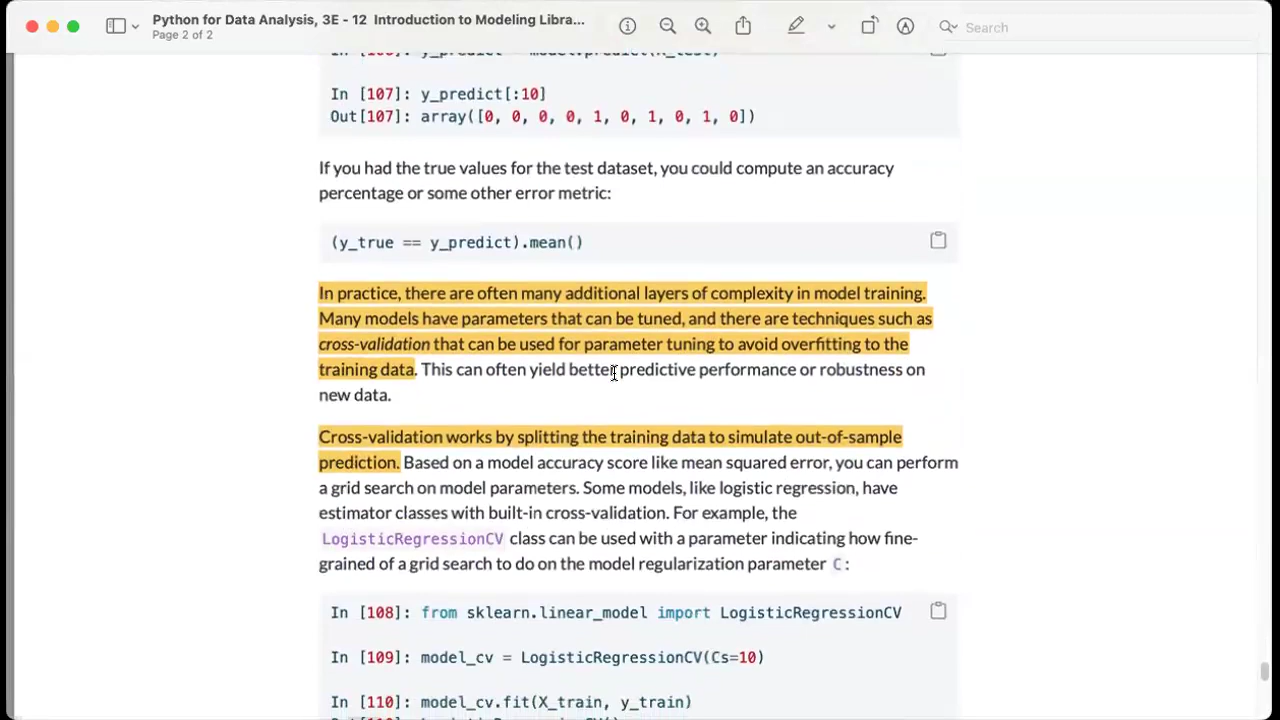 Python for Data Analysis, 3E - 12 Introduction to Modeling Libra...
Page 2 of 2
Search
In [106]: y_predict = model.predict(X_test)
In [107]: y_predict[:10]
Out[107]: array([0, 0, 0, 0, 1, 0, 1, 0, 1, 0])
If you had the true values for the test dataset, you could compute an accuracy
percentage or some other error metric:
(y_true == y_predict).mean()
In practice, there are often many additional layers of complexity in model training.
Many models have parameters that can be tuned, and there are techniques such as
cross-validation that can be used for parameter tuning to avoid overfitting to the
training data. This can often yield better predictive performance or robustness on
new data.
Cross-validation works by splitting the training data to simulate out-of-sample
prediction. Based on a model accuracy score like mean squared error, you can perform
a grid search on model parameters. Some models, like logistic regression, have
estimator classes with built-in cross-validation. For example, the
LogisticRegressionCV class can be used with a parameter indicating how fine-
grained of a grid search to do on the model regularization parameter C:
In [108]: from sklearn.linear_model import LogisticRegressionCV
In [109]: model_cv = LogisticRegressionCV(Cs=10)
In [110]: model_cv.fit(X_train, y_train)